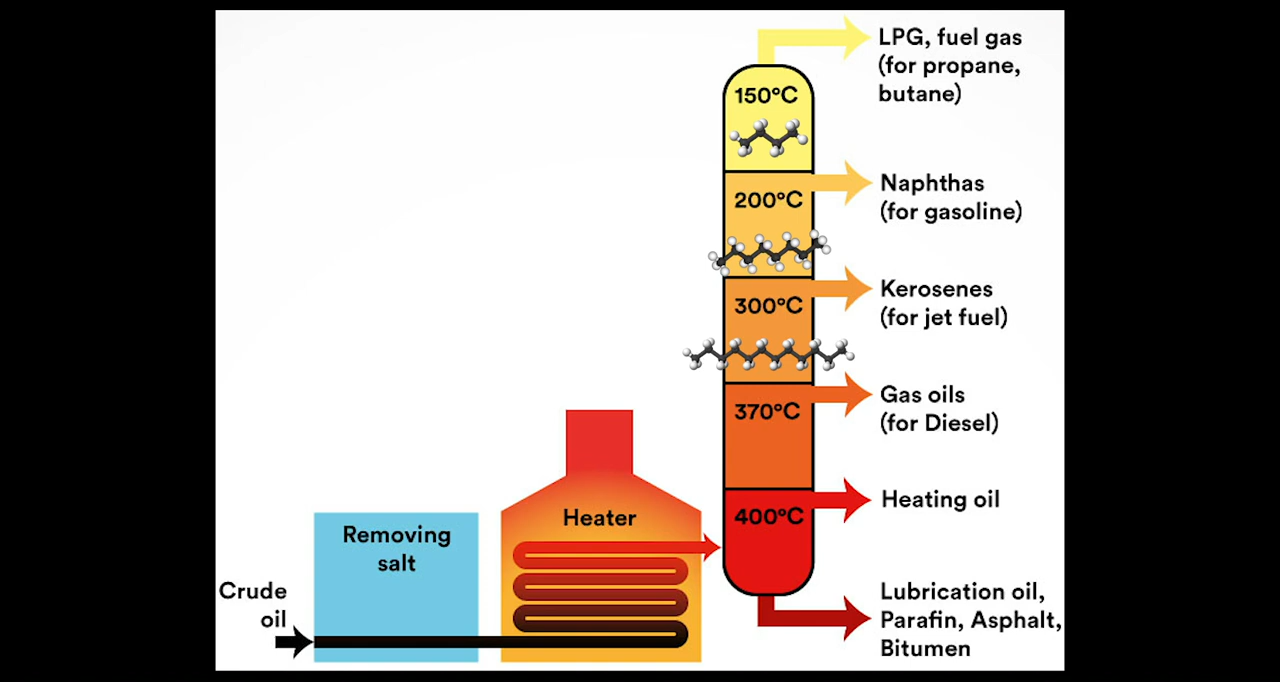 LPG, fuel gas
(for propane,
butane)
150°C
Naphthas
(for gasoline)
200°C
Kerosenes
(for jet fuel)
300°C
Gas oils
(for Diesel)
370°C
Heating oil
400°C
Heater
Removing
salt
Crude
oil
Lubrication oil,
Parafin, Asphalt,
Bitumen